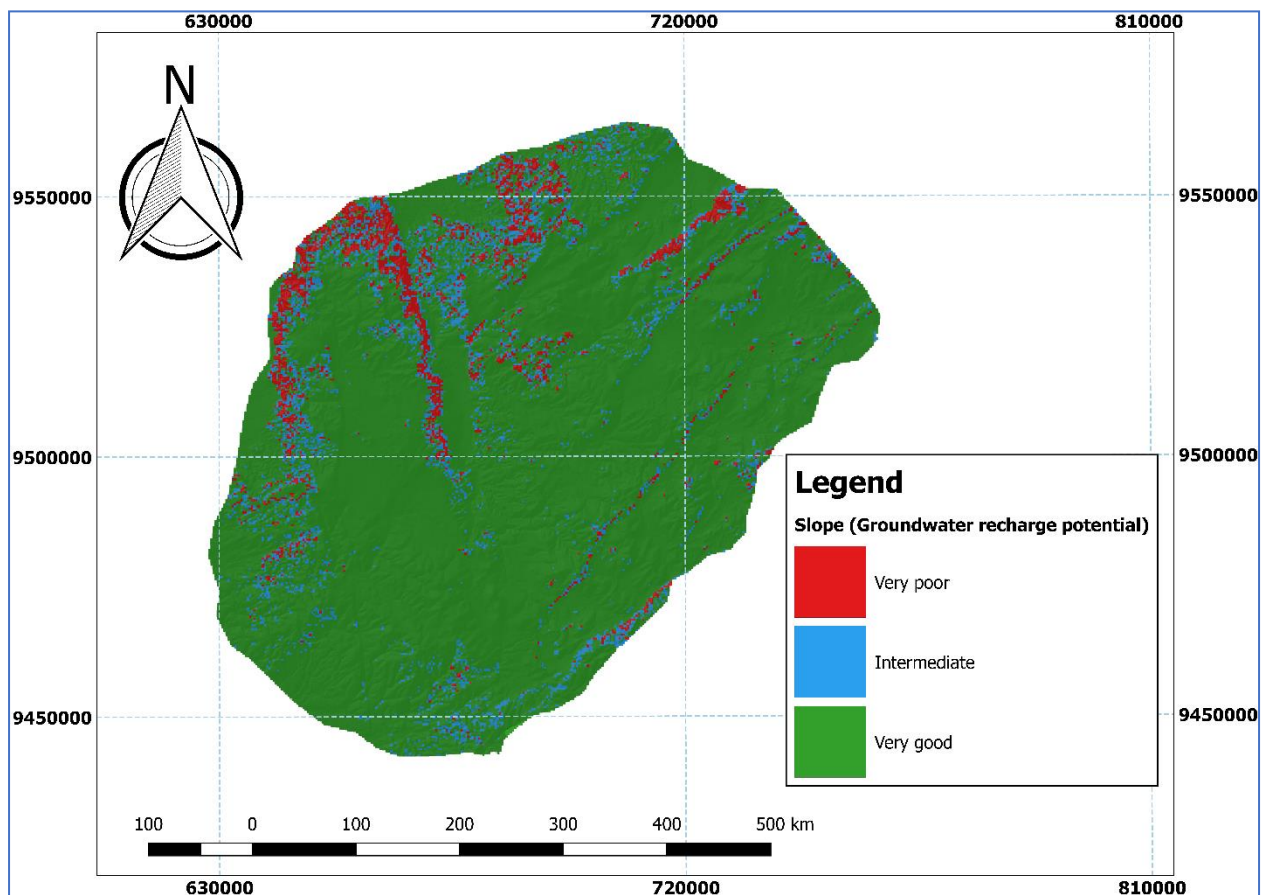 630000 720000 810000
N
9550000 9550000
9500000 9500000
Legend
Slope (Groundwater recharge potential)
Very poor
Intermediate
Very good
9450000 9450000
100 0 100 200 300 400 500 km
630000 720000 810000